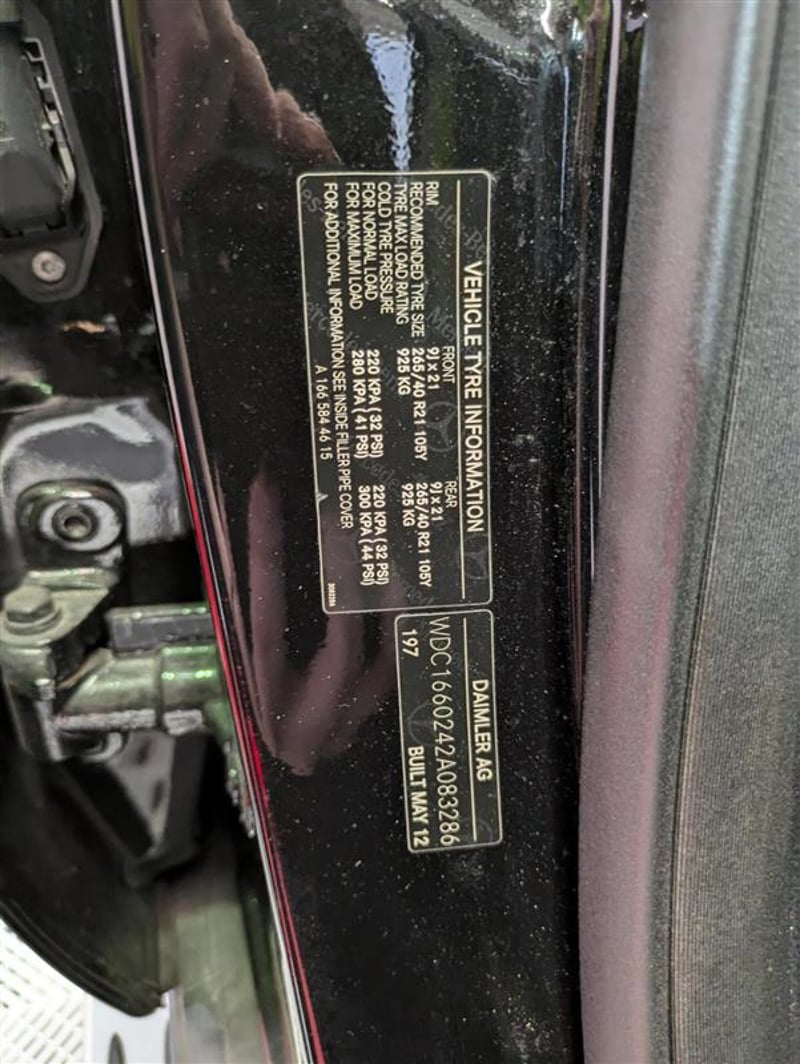 VEHICLE TYRE INFORMATION
FRONT REAR
RIM 9J x 21 9J x 21
RECOMMENDED TYRE SIZE 265/40 R21 105Y 265/40 R21 105Y
TYRE MAX LOAD RATING 925 KG 925 KG
COLD TYRE PRESSURE
FOR NORMAL LOAD 220 KPA (32 PSI) 220 KPA (32 PSI)
FOR MAXIMUM LOAD 280 KPA (41 PSI) 300 KPA (44 PSI)
FOR ADDITIONAL INFORMATION SEE INSIDE FILLER PIPE COVER
A 166 584 46 15
DAIMLER AG
WDC1660242A083286
197 BUILT MAY 12